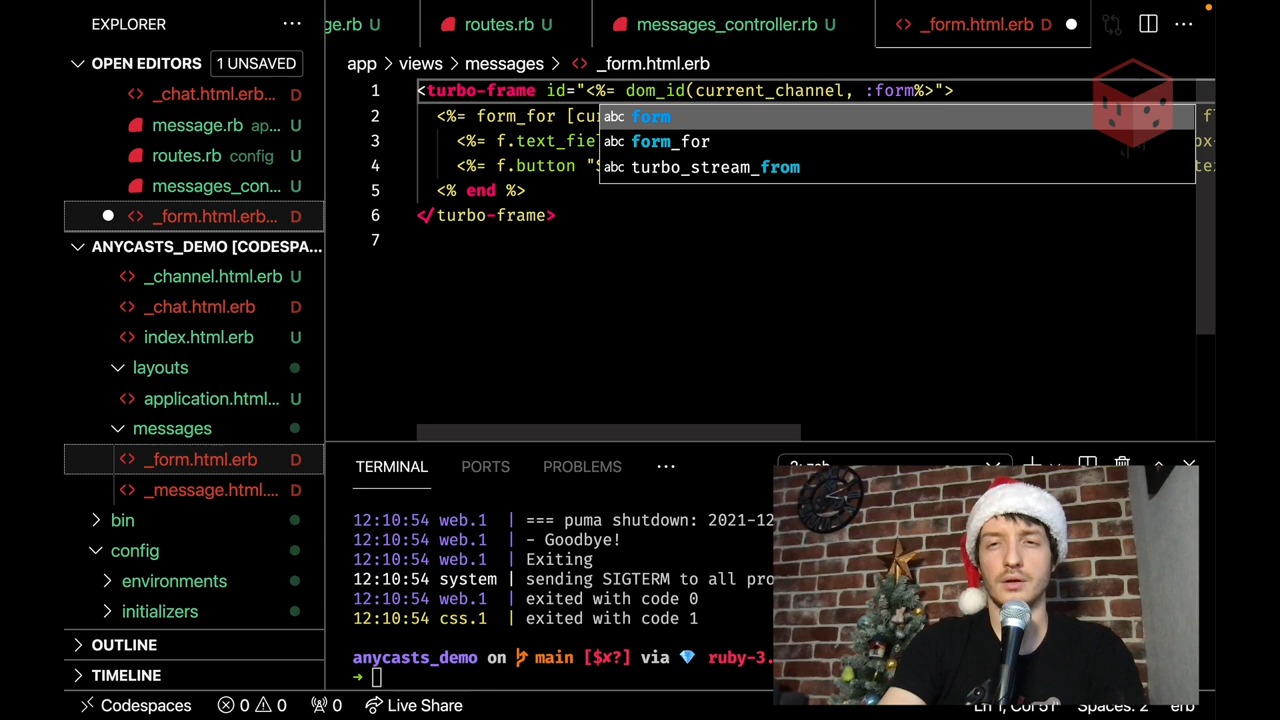 EXPLORER
OPEN EDITORS 1 UNSAVED
_chat.html.erb... D
message.rb ap... U
routes.rb config U
messages_con... U
_form.html.erb... D
ANYCASTS_DEMO [CODESPA...
_channel.html.erb U
_chat.html.erb D
index.html.erb U
layouts
application.html... U
messages
_form.html.erb D
_message.html.... D
bin
config
environments
initializers
OUTLINE
TIMELINE
ge.rb U routes.rb U messages_controller.rb U _form.html.erb D
app > views > messages > _form.html.erb
1 <turbo-frame id="<%= dom_id(current_channel, :form%>">
2 <%= form_for [cu
3 <%= f.text_fie
4 <%= f.button "S
5 <% end %>
6 </turbo-frame>
7
abc form
abc form_for
abc turbo_stream_from
TERMINAL PORTS PROBLEMS ...
12:10:54 web.1 | === puma shutdown: 2021-12
12:10:54 web.1 | - Goodbye!
12:10:54 web.1 | Exiting
12:10:54 system | sending SIGTERM to all pro
12:10:54 web.1 | exited with code 0
12:10:54 css.1 | exited with code 1
anycasts_demo on main [$✘?] via 💎 ruby-3.
➜
Codespaces 0 0 0 Live Share Ln 1, Col 51 Spaces: 2 erb